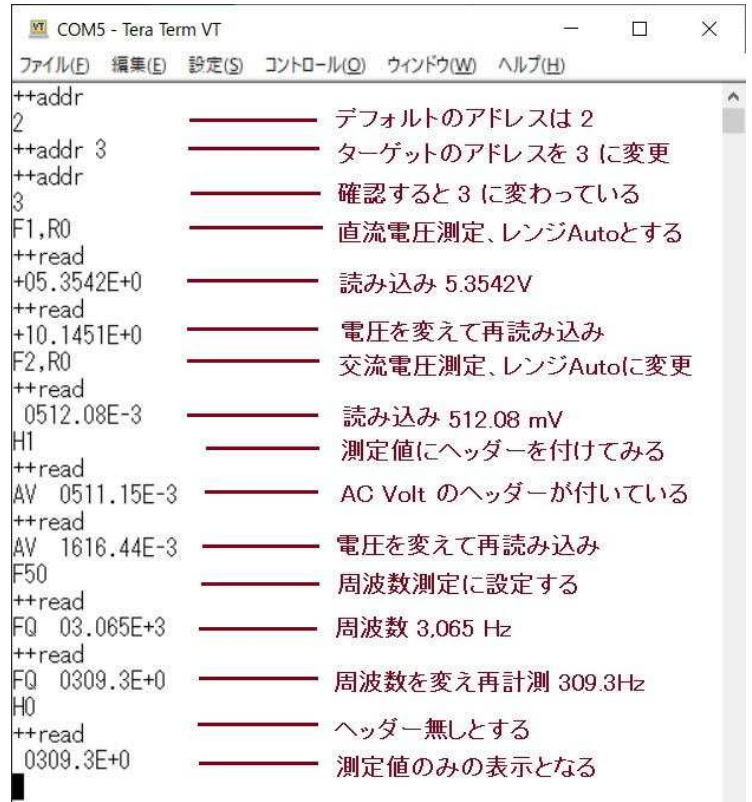 COM5 - Tera Term VT
ファイル(F) 編集(E) 設定(S) コントロール(O) ウィンドウ(W) ヘルプ(H)
++addr
2 デフォルトのアドレスは 2
++addr 3 ターゲットのアドレスを 3 に変更
++addr
3 確認すると 3 に変わっている
F1,R0 直流電圧測定、レンジAutoとする
++read
+05.3542E+0 読み込み 5.3542V
++read
+10.1451E+0 電圧を変えて再読み込み
F2,R0 交流電圧測定、レンジAutoに変更
++read
0512.08E-3 読み込み 512.08 mV
H1 測定値にヘッダーを付けてみる
++read
AV 0511.15E-3 AC Volt のヘッダーが付いている
++read
AV 1616.44E-3 電圧を変えて再読み込み
F50 周波数測定に設定する
++read
FQ 03.065E+3 周波数 3,065 Hz
++read
FQ 0309.3E+0 周波数を変え再計測 309.3Hz
H0 ヘッダー無しとする
++read
0309.3E+0 測定値のみの表示となる